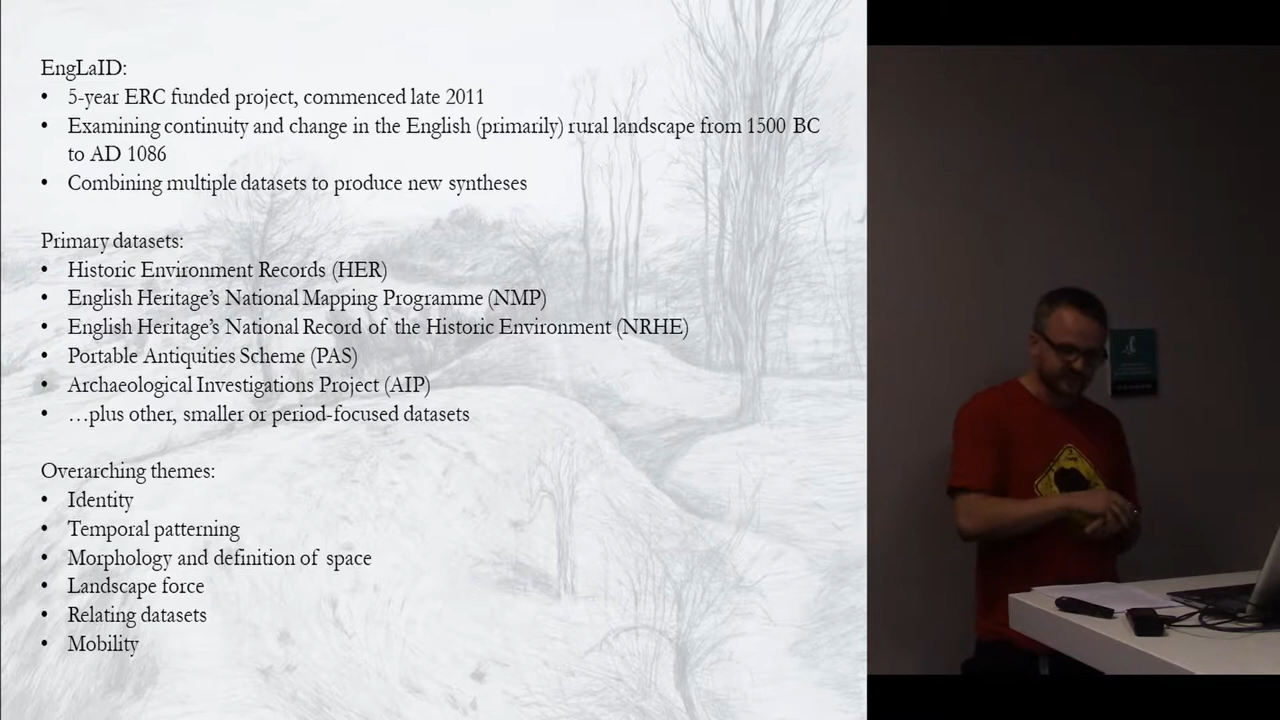 EngLaID:
• 5-year ERC funded project, commenced late 2011
• Examining continuity and change in the English (primarily) rural landscape from 1500 BC
to AD 1086
• Combining multiple datasets to produce new syntheses
Primary datasets:
• Historic Environment Records (HER)
• English Heritage’s National Mapping Programme (NMP)
• English Heritage’s National Record of the Historic Environment (NRHE)
• Portable Antiquities Scheme (PAS)
• Archaeological Investigations Project (AIP)
• …plus other, smaller or period-focused datasets
Overarching themes:
• Identity
• Temporal patterning
• Morphology and definition of space
• Landscape force
• Relating datasets
• Mobility